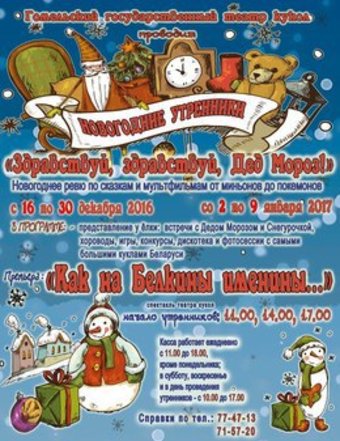 Гомельский государственный театр кукол
проводит
НОВОГОДНИЕ УТРЕННИКИ
«Здравствуй, здравствуй, Дед Мороз!»
Новогоднее ревю по сказкам и мультфильмам от миньонов до покемонов
с 16 по 30 декабря 2016 со 2 по 9 января 2017
В ПРОГРАММЕ: - представление у ёлки: встречи с Дедом Морозом и Снегурочкой,
хороводы, игры, конкурсы, дискотека и фотосессии с самыми
большими куклами Беларуси
Премьера: «Как на Белкины именины...»
спектакль театра кукол
начало утренников: 11.00, 14.00, 17.00
Касса работает ежедневно
с 11.00 до 18.00,
кроме понедельника;
в субботу, воскресенье
и в день проведения
утренников - с 10.00 до 17.00
Справки по тел.: 77-47-13
71-57-20